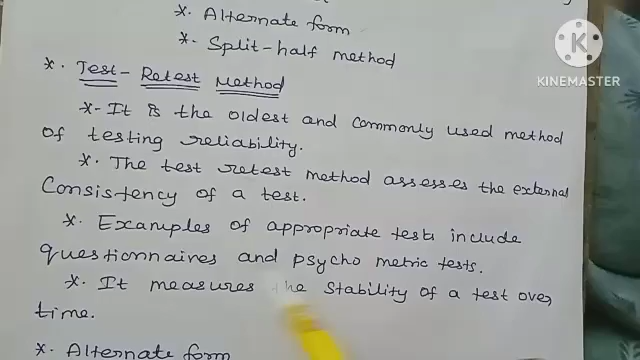 *. Alternate form
*. Split-half method
*. Test-Retest Method
*. It is the oldest and commonly used method
of testing reliability.
*. The test retest method assesses the external
Consistency of a test.
*. Examples of appropriate tests include
questionnaires and psycho metric tests.
*. It measures the stability of a test over
time.
*. Alternate form
KINEMASTER